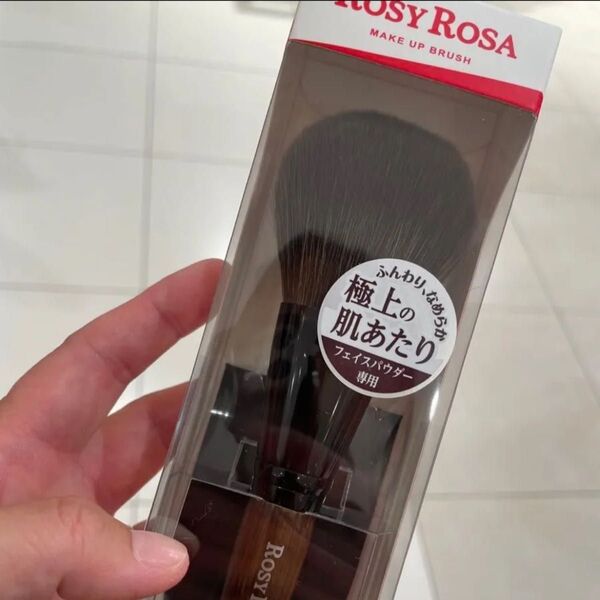 ROSY ROSA
MAKE UP BRUSH
ふんわり、なめらか
極上の
肌あたり
フェイスパウダー
専用
ROSY